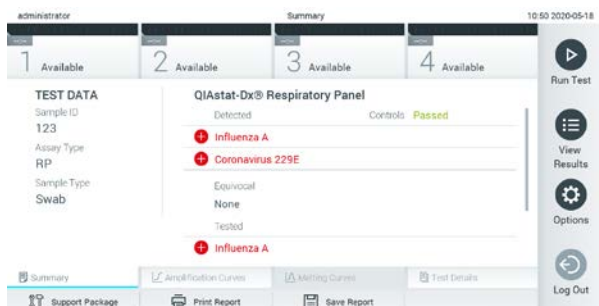 administrator Summary 10:50 2020-05-18
1 Available 2 Available 3 Available 4 Available
Run Test
TEST DATA
Sample ID
123
Assay Type
RP
Sample Type
Swab
QIAstat-Dx® Respiratory Panel
Detected Controls Passed
Influenza A
Coronavirus 229E
Equivocal
None
Tested
Influenza A
View
Results
Options
Log Out
Summary Amplification Curves Melting Curves Test Details
Support Package Print Report Save Report